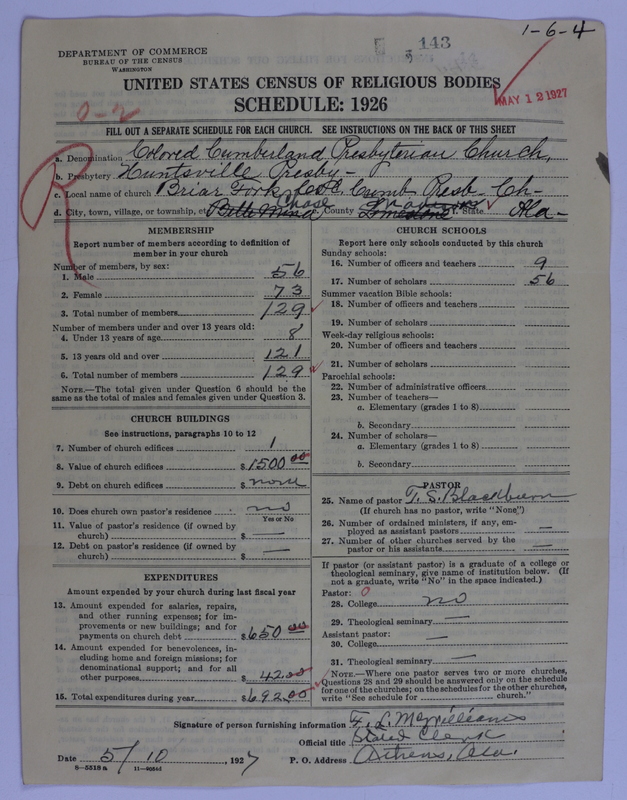 1-6-4
143
DEPARTMENT OF COMMERCE
BUREAU OF THE CENSUS
WASHINGTON
UNITED STATES CENSUS OF RELIGIOUS BODIES
SCHEDULE: 1926
MAY 12 1927
0-2
R
FILL OUT A SEPARATE SCHEDULE FOR EACH CHURCH. SEE INSTRUCTIONS ON THE BACK OF THIS SHEET
a. Denomination Colored Cumberland Presbyterian Church,
b. Presbytery Huntsville Presby-
c. Local name of church Briar Fork Cold. Cumb Presb- Ch-
d. City, town, village, or township, etc. Belle Mina Chase e. County Limestone Madison f. State Ala-
MEMBERSHIP
Report number of members according to definition of
member in your church
Number of members, by sex:
1. Male 56
2. Female 73
3. Total number of members 129
Number of members under and over 13 years old:
4. Under 13 years of age 8
5. 13 years old and over 121
6. Total number of members 129
NOTE.—The total given under Question 6 should be the
same as the total of males and females given under Question 3.
CHURCH BUILDINGS
See instructions, paragraphs 10 to 12
7. Number of church edifices 1
8. Value of church edifices $1500.00
9. Debt on church edifices $none
10. Does church own pastor's residence no
Yes or No
11. Value of pastor's residence (if owned by
church) $—
12. Debt on pastor's residence (if owned by
church) $—
EXPENDITURES
Amount expended by your church during last fiscal year
13. Amount expended for salaries, repairs,
and other running expenses; for im-
provements or new buildings; and for
payments on church debt $650.00
14. Amount expended for benevolences, in-
cluding home and foreign missions; for
denominational support; and for all
other purposes 42.00
15. Total expenditures during year $692.00
CHURCH SCHOOLS
Report here only schools conducted by this church
Sunday schools:
16. Number of officers and teachers 9
17. Number of scholars 56
Summer vacation Bible schools:
18. Number of officers and teachers
19. Number of scholars
Week-day religious schools:
20. Number of officers and teachers
21. Number of scholars
Parochial schools:
22. Number of administrative officers
23. Number of teachers—
a. Elementary (grades 1 to 8)
b. Secondary
24. Number of scholars—
a. Elementary (grades 1 to 8)
b. Secondary
PASTOR
25. Name of pastor T. S. Blackburn
(If church has no pastor, write "None")
26. Number of ordained ministers, if any, em-
ployed as assistant pastors —
27. Number of other churches served by the
pastor or his assistants —
If pastor (or assistant pastor) is a graduate of a college or
theological seminary, give name of institution below. (If
not a graduate, write "No" in the space indicated.)
Pastor: 0
28. College no
29. Theological seminary —
Assistant pastor:
30. College —
31. Theological seminary —
NOTE.—Where one pastor serves two or more churches,
Questions 28 and 29 should be answered only on the schedule
for one of the churches; on the schedules for the other churches,
write "See schedule for church."
Signature of person furnishing information
Official title Stated Clerk
Date 5/10, 1927 P. O. Address Athens, Ala.
8-5518 a